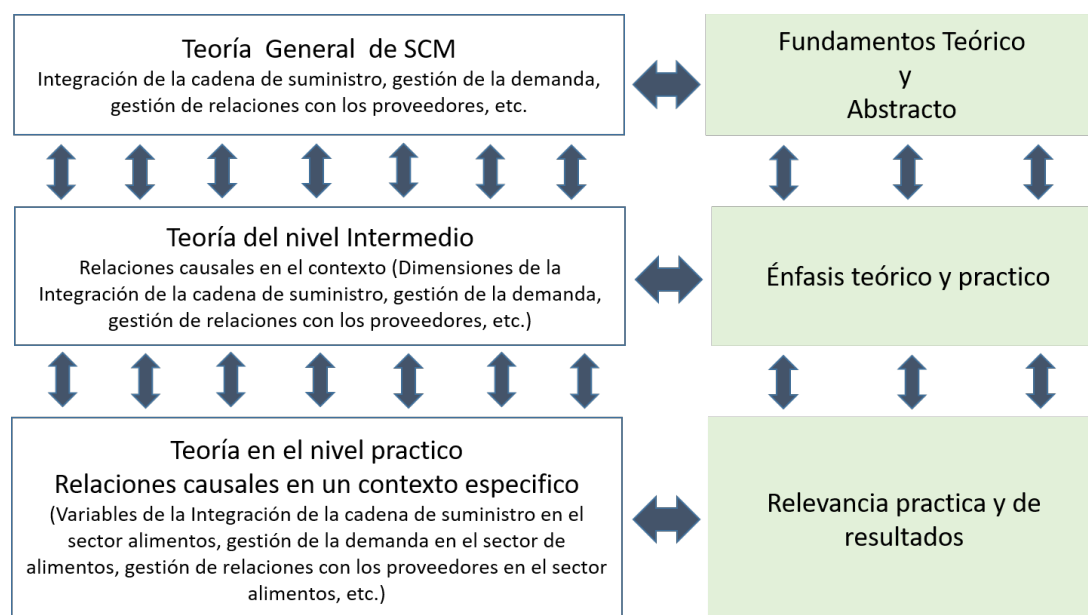 Teoría General de SCM
Integración de la cadena de suministro, gestión de la demanda,
gestión de relaciones con los proveedores, etc.
Fundamentos Teórico
y
Abstracto
Teoría del nivel Intermedio
Relaciones causales en el contexto (Dimensiones de la
Integración de la cadena de suministro, gestión de la demanda,
gestión de relaciones con los proveedores, etc.)
Énfasis teórico y practico
Teoría en el nivel practico
Relaciones causales en un contexto especifico
(Variables de la Integración de la cadena de suministro en el
sector alimentos, gestión de la demanda en el sector de
alimentos, gestión de relaciones con los proveedores en el sector
alimentos, etc.)
Relevancia practica y de
resultados